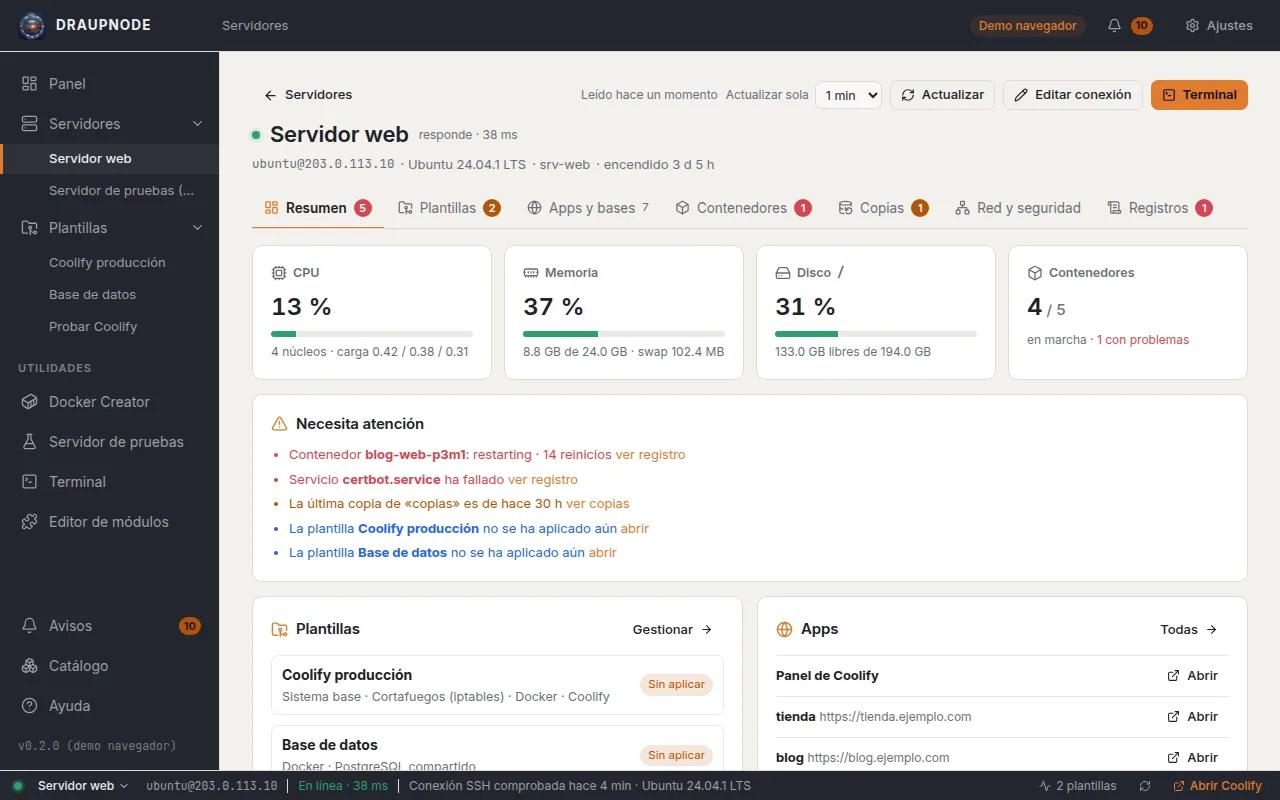 DRAUPNODE
Servidores
Demo navegador
10
Ajustes
Panel
Servidores
Servidor web
Servidor de pruebas (...
Plantillas
Coolify producción
Base de datos
Probar Coolify
UTILIDADES
Docker Creator
Servidor de pruebas
Terminal
Editor de módulos
Avisos 10
Catálogo
Ayuda
v0.2.0 (demo navegador)
Servidores
Leído hace un momento Actualizar sola 1 min Actualizar Editar conexión Terminal
Servidor web responde · 38 ms
ubuntu@203.0.113.10 · Ubuntu 24.04.1 LTS · srv-web · encendido 3 d 5 h
Resumen 5 Plantillas 2 Apps y bases 7 Contenedores 1 Copias 1 Red y seguridad Registros 1
CPU
13 %
4 núcleos · carga 0.42 / 0.38 / 0.31
Memoria
37 %
8.8 GB de 24.0 GB · swap 102.4 MB
Disco /
31 %
133.0 GB libres de 194.0 GB
Contenedores
4 / 5
en marcha · 1 con problemas
Necesita atención
Contenedor blog-web-p3m1: restarting · 14 reinicios ver registro
Servicio certbot.service ha fallado ver registro
La última copia de «copias» es de hace 30 h ver copias
La plantilla Coolify producción no se ha aplicado aún abrir
La plantilla Base de datos no se ha aplicado aún abrir
Plantillas
Gestionar
Coolify producción
Sistema base · Cortafuegos (iptables) · Docker · Coolify
Sin aplicar
Base de datos
Docker · PostgreSQL compartido
Sin aplicar
Apps
Todas
Panel de Coolify Abrir
tienda https://tienda.ejemplo.com Abrir
blog https://blog.ejemplo.com Abrir
Servidor web ubuntu@203.0.113.10 En línea · 38 ms Conexión SSH comprobada hace 4 min · Ubuntu 24.04.1 LTS 2 plantillas Abrir Coolify